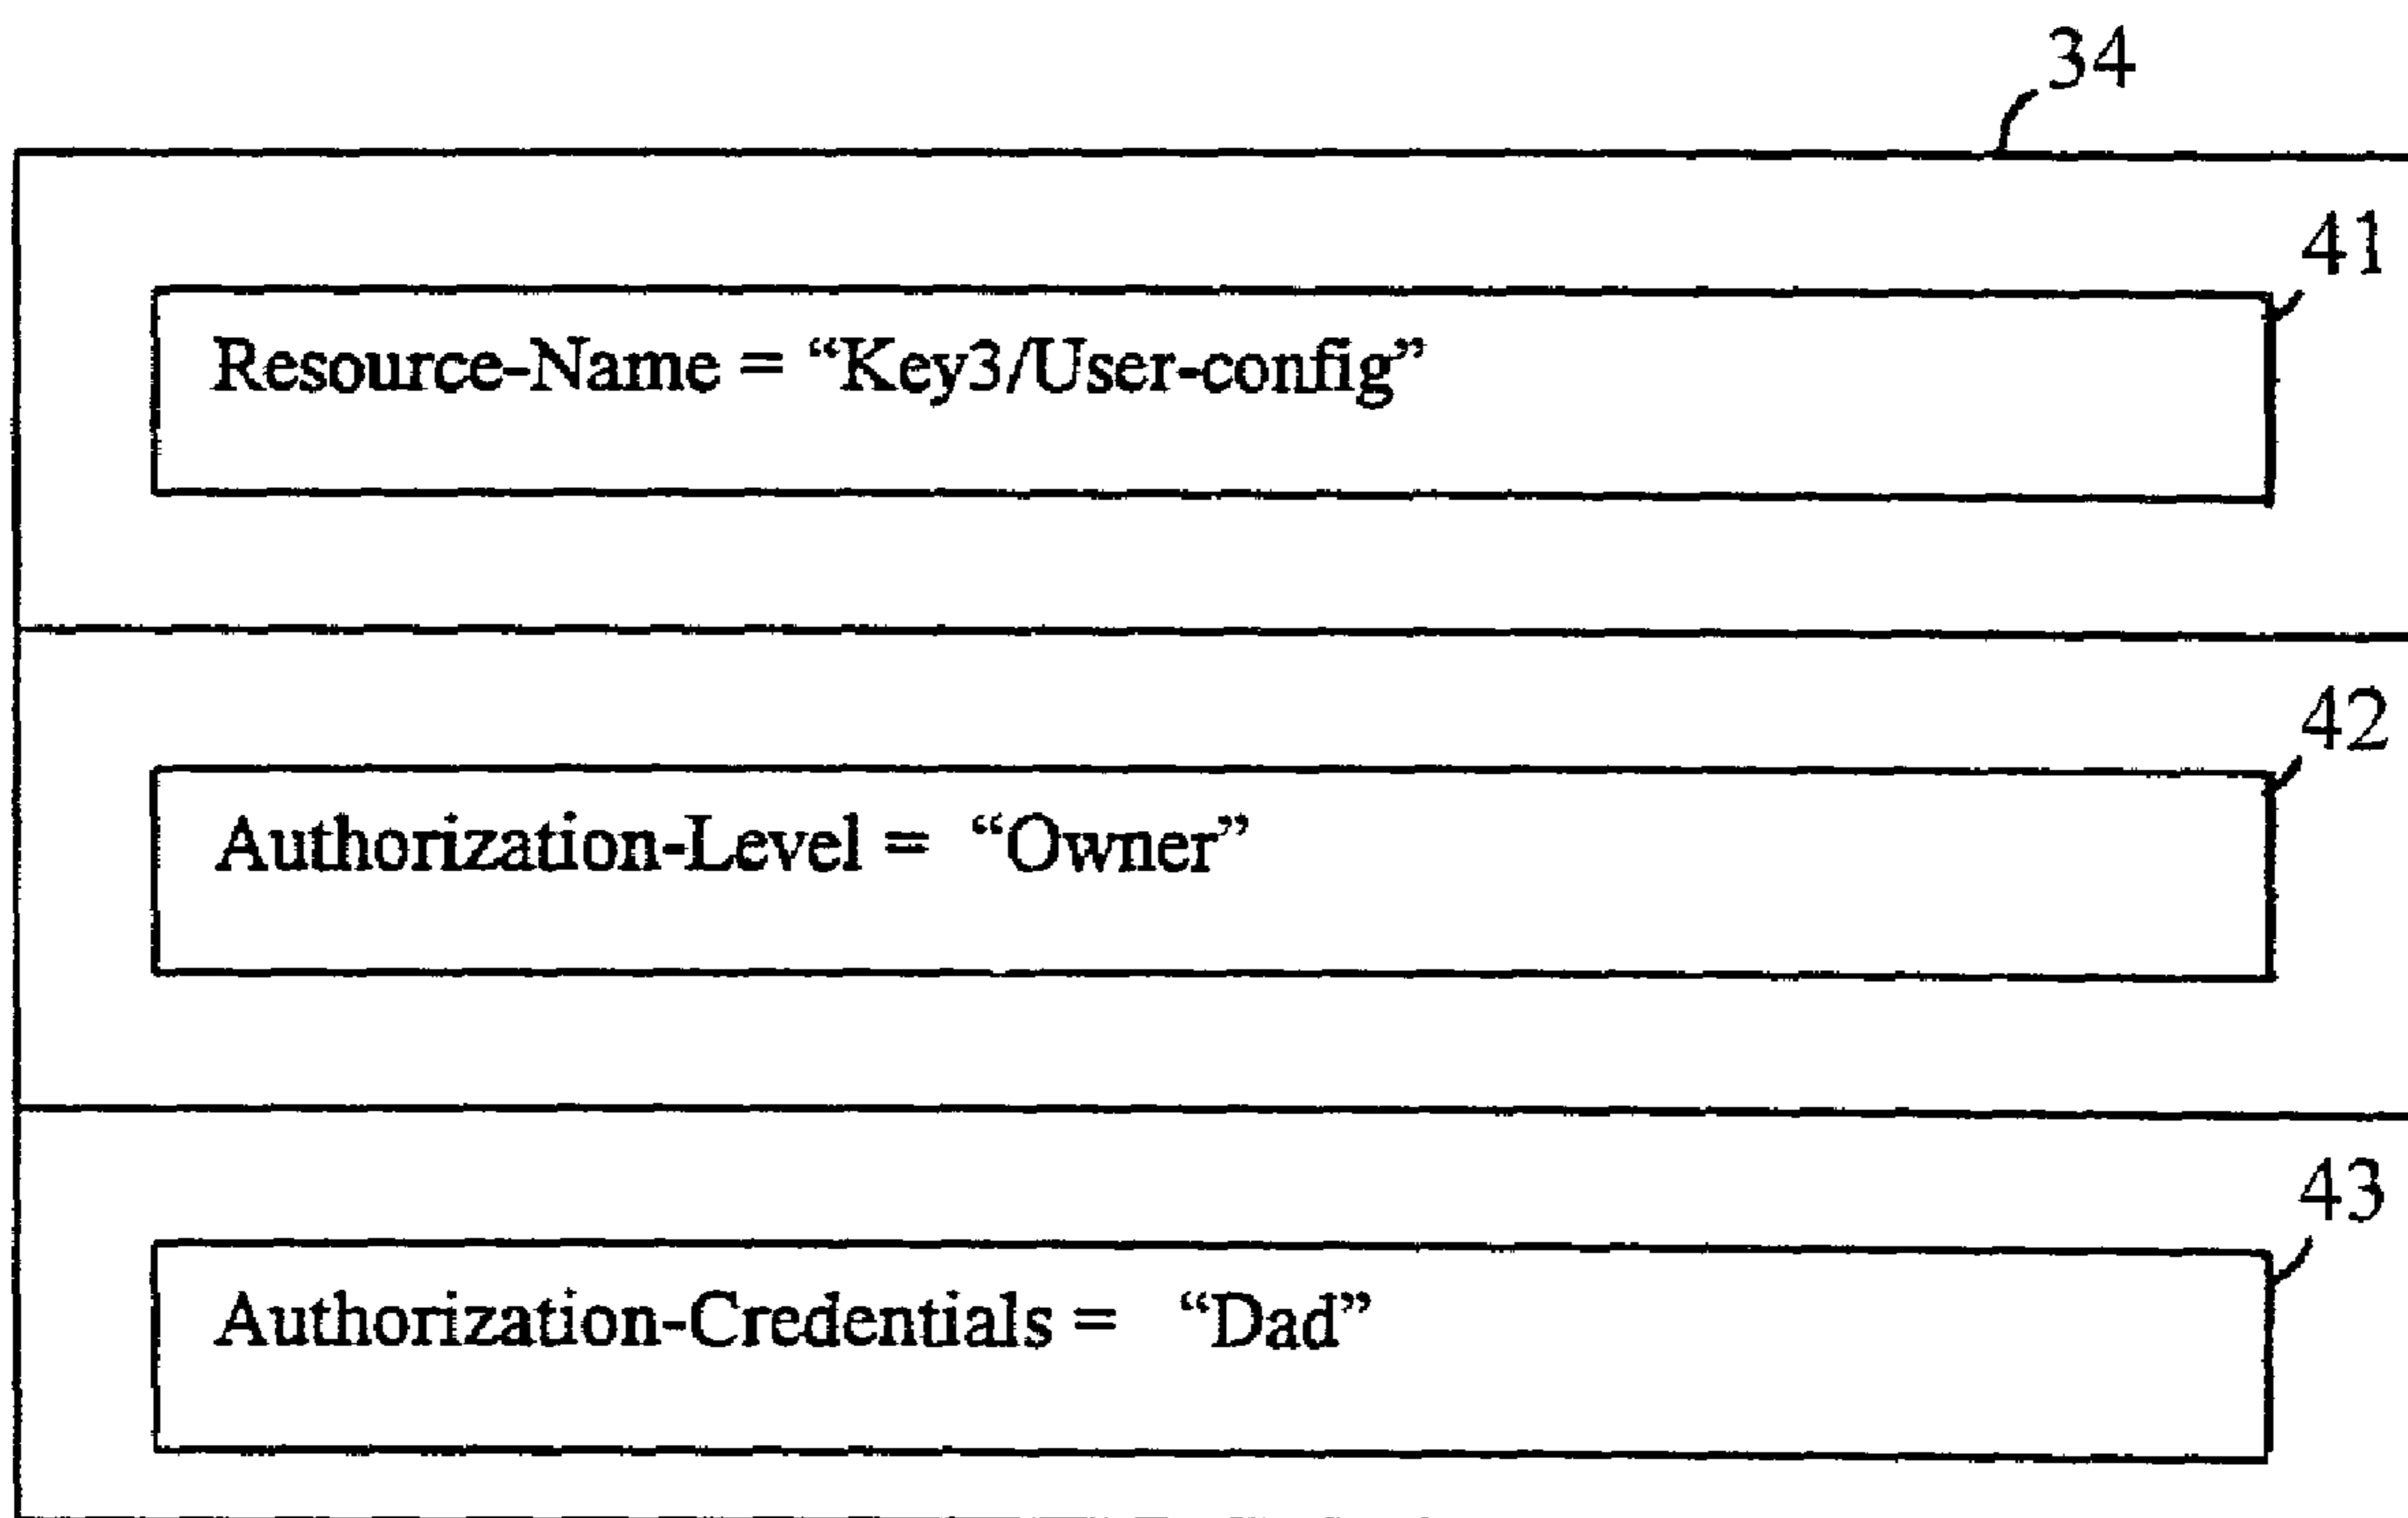 34
41
Resource-Name = “Key3/User-config”
42
Authorization-Level = “Owner”
43
Authorization-Credentials = “Dad”